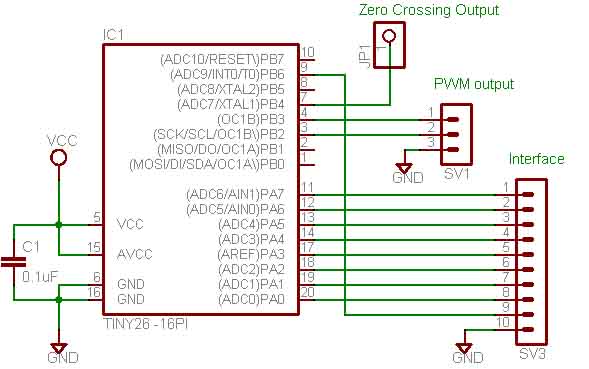 Zero Crossing Output
IC1
JP1
1
(ADC10/RESET\)PB7 10
(ADC9/INT0/T0)PB6 9
(ADC8/XTAL2)PB5 8
(ADC7/XTAL1)PB4 7
(OC1B)PB3 4
(SCK/SCL/OC1B\)PB2 3
(MISO/DO/OC1A)PB1 2
(MOSI/DI/SDA/OC1A\)PB0 1
PWM output
1
2
3
GND
SV1
VCC
Interface
(ADC6/AIN1)PA7 11 1
(ADC5/AIN0)PA6 12 2
5 VCC (ADC4)PA5 13 3
(ADC3)PA4 14 4
15 AVCC (AREF)PA3 17 5
(ADC2)PA2 18 6
6 GND (ADC1)PA1 19 7
16 GND (ADC0)PA0 20 8
9
10
C1
0.1uF
TINY26 -16PI
GND
GND
SV3